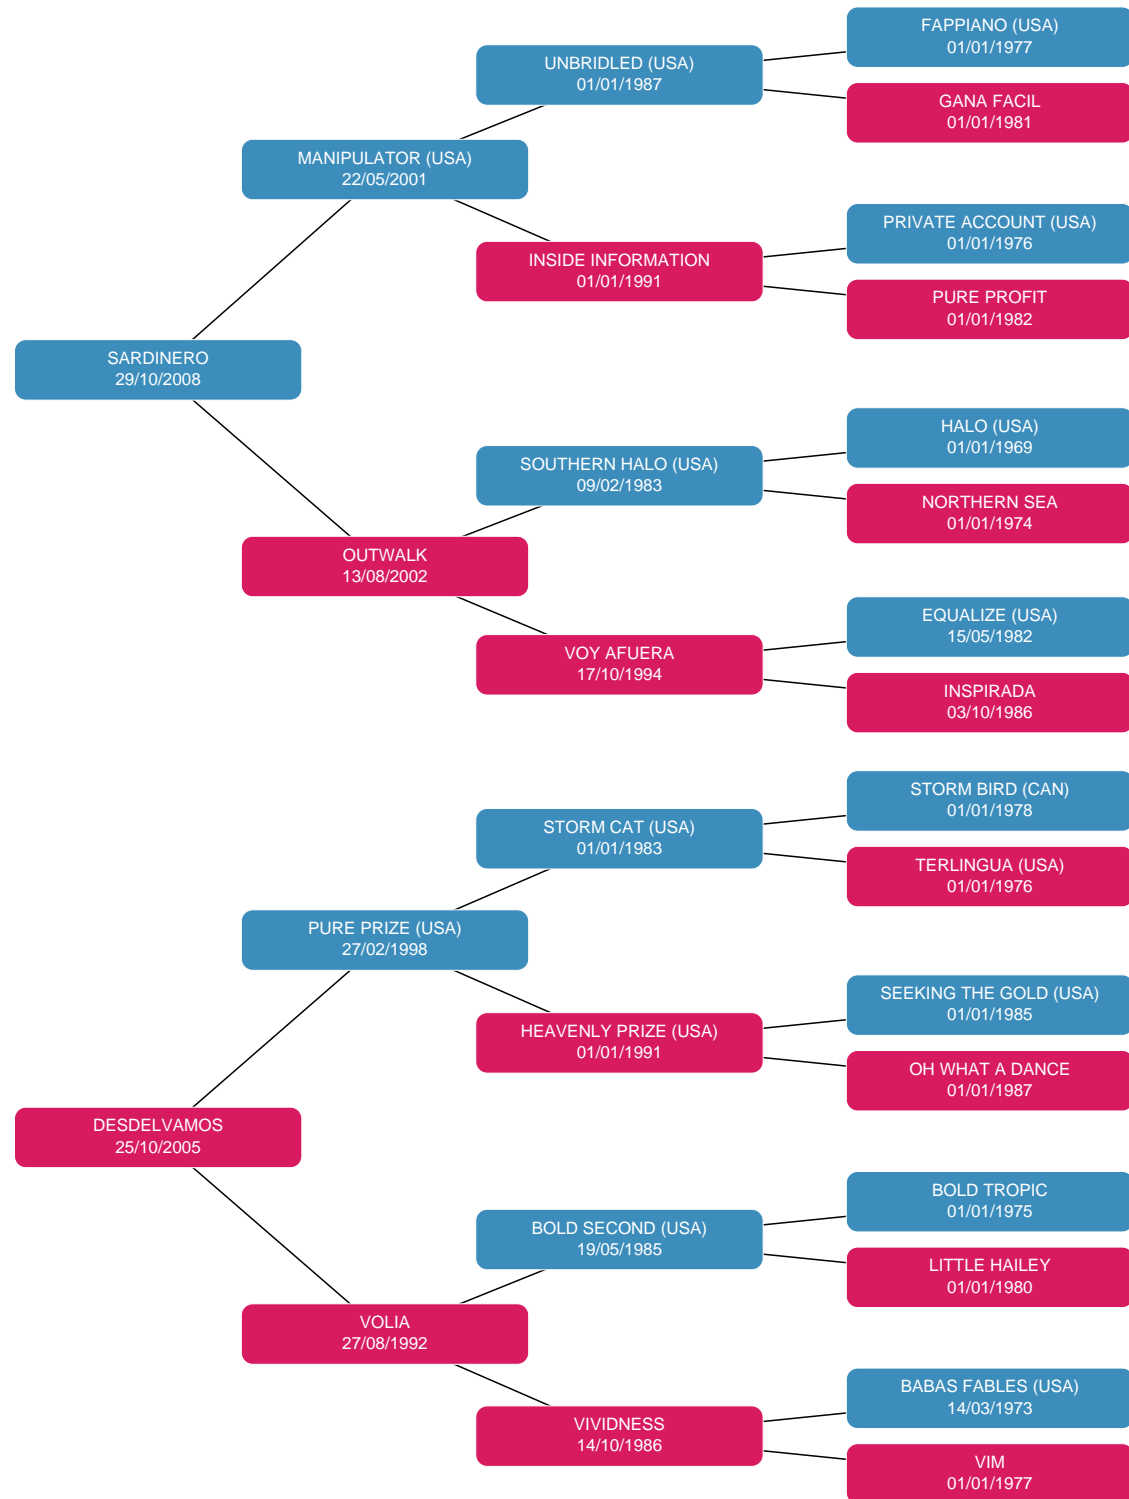 FAPPIANO (USA)
01/01/1977
UNBRIDLED (USA)
01/01/1987
GANA FACIL
01/01/1981
MANIPULATOR (USA)
22/05/2001
PRIVATE ACCOUNT (USA)
01/01/1976
INSIDE INFORMATION
01/01/1991
PURE PROFIT
01/01/1982
SARDINERO
29/10/2008
HALO (USA)
01/01/1969
SOUTHERN HALO (USA)
09/02/1983
NORTHERN SEA
01/01/1974
OUTWALK
13/08/2002
EQUALIZE (USA)
15/05/1982
VOY AFUERA
17/10/1994
INSPIRADA
03/10/1986
STORM BIRD (CAN)
01/01/1978
STORM CAT (USA)
01/01/1983
TERLINGUA (USA)
01/01/1976
PURE PRIZE (USA)
27/02/1998
SEEKING THE GOLD (USA)
01/01/1985
HEAVENLY PRIZE (USA)
01/01/1991
OH WHAT A DANCE
01/01/1987
DESDELVAMOS
25/10/2005
BOLD TROPIC
01/01/1975
BOLD SECOND (USA)
19/05/1985
LITTLE HAILEY
01/01/1980
VOLIA
27/08/1992
BABAS FABLES (USA)
14/03/1973
VIVIDNESS
14/10/1986
VIM
01/01/1977